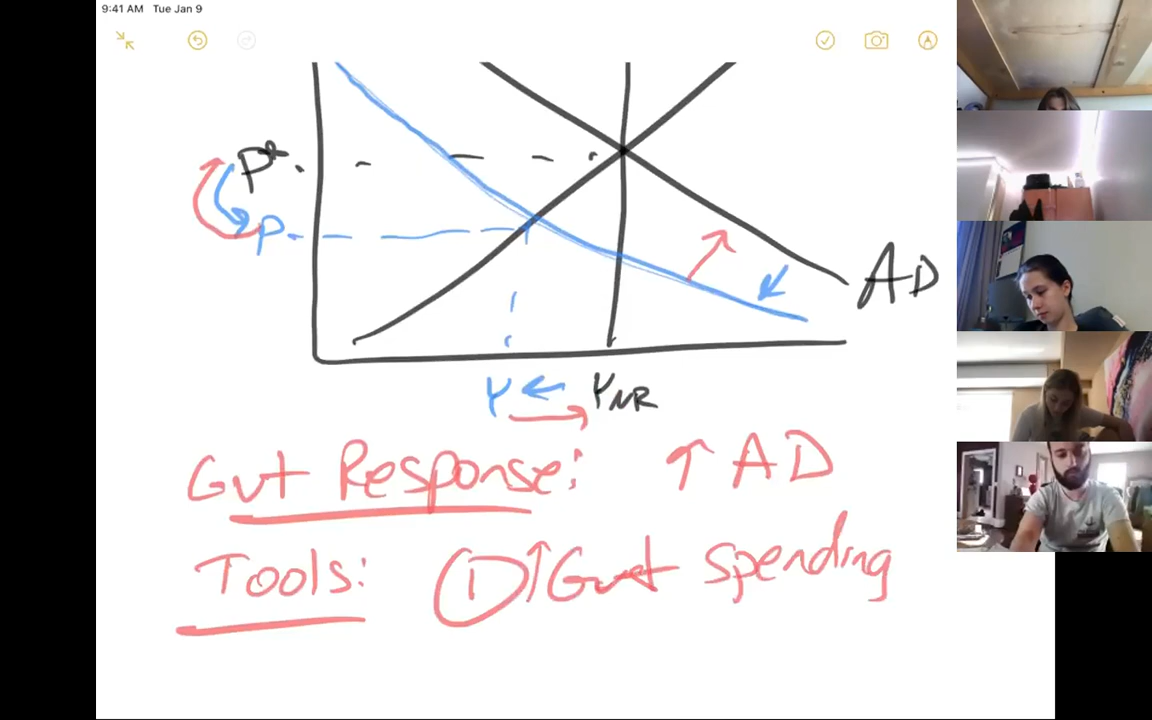 9:41 AM Tue Jan 9
P*
P
AD
Y ← YNR
Gvt Response: ↑ AD
Tools: ① ↑ Gvt spending